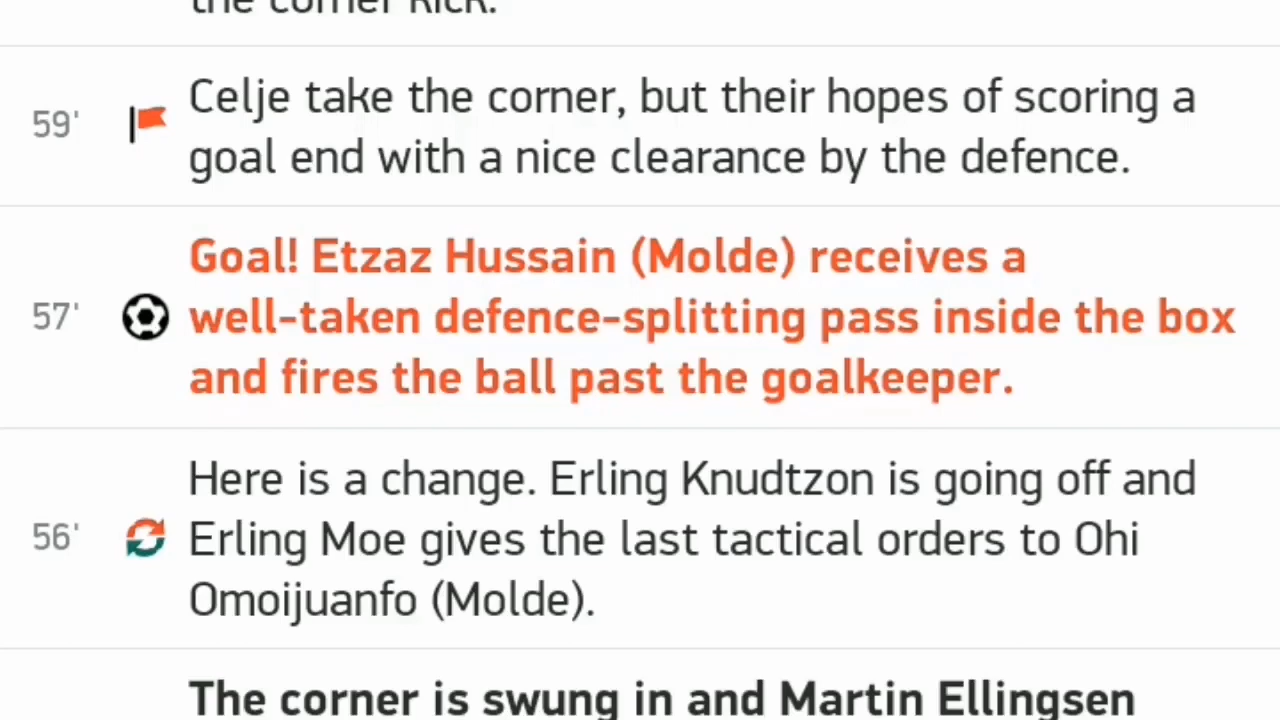 the corner kick.
59'
Celje take the corner, but their hopes of scoring a
goal end with a nice clearance by the defence.
57'
Goal! Etzaz Hussain (Molde) receives a
well-taken defence-splitting pass inside the box
and fires the ball past the goalkeeper.
56'
Here is a change. Erling Knudtzon is going off and
Erling Moe gives the last tactical orders to Ohi
Omoijuanfo (Molde).
The corner is swung in and Martin Ellingsen